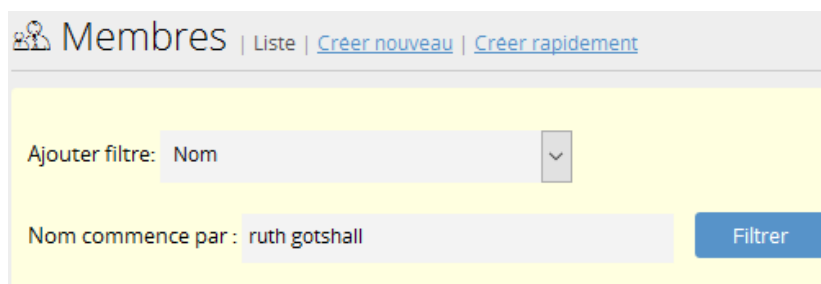 Membres | Liste | Créer nouveau | Créer rapidement
Ajouter filtre: Nom
Nom commence par : ruth gotshall Filtrer